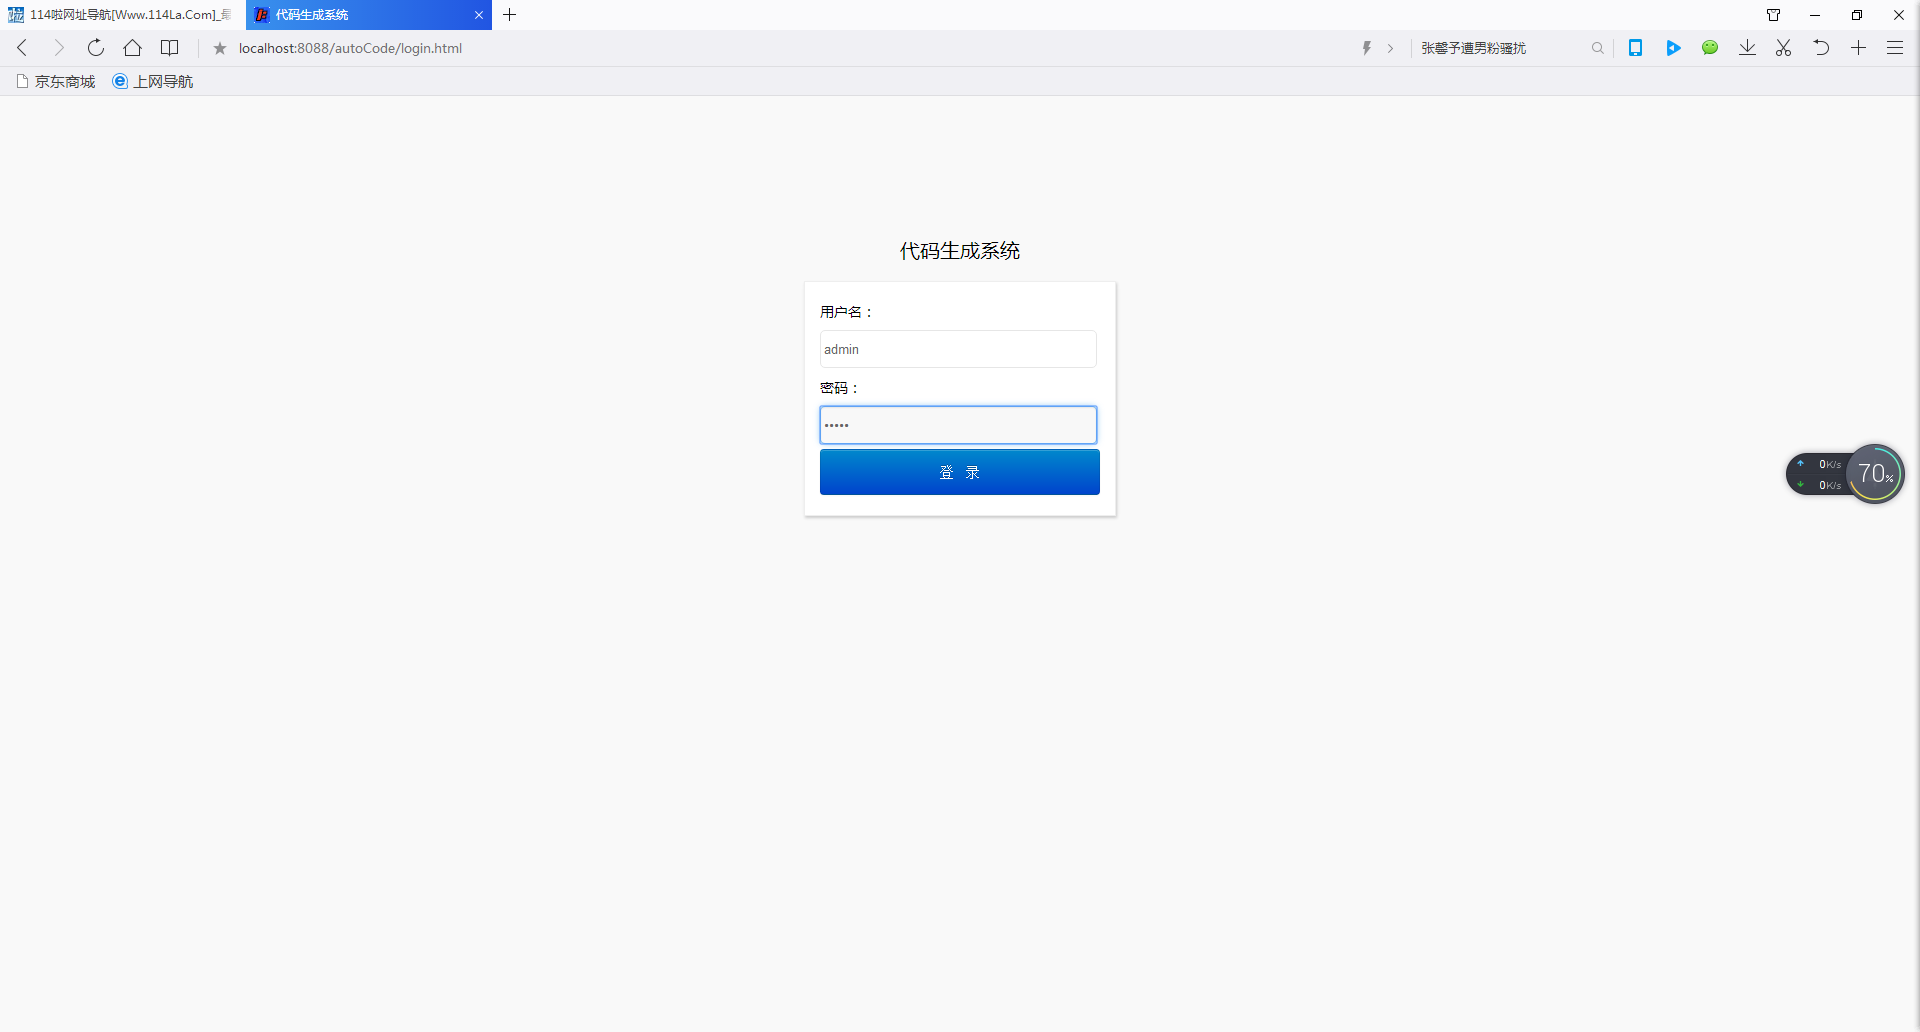 114啦网址导航[Www.114La.Com]_最
代码生成系统
localhost:8088/autoCode/login.html
张馨予遭男粉骚扰
京东商城
上网导航
代码生成系统
用户名：
admin
密码：
•••••
登 录
0K/s
0K/s
70%